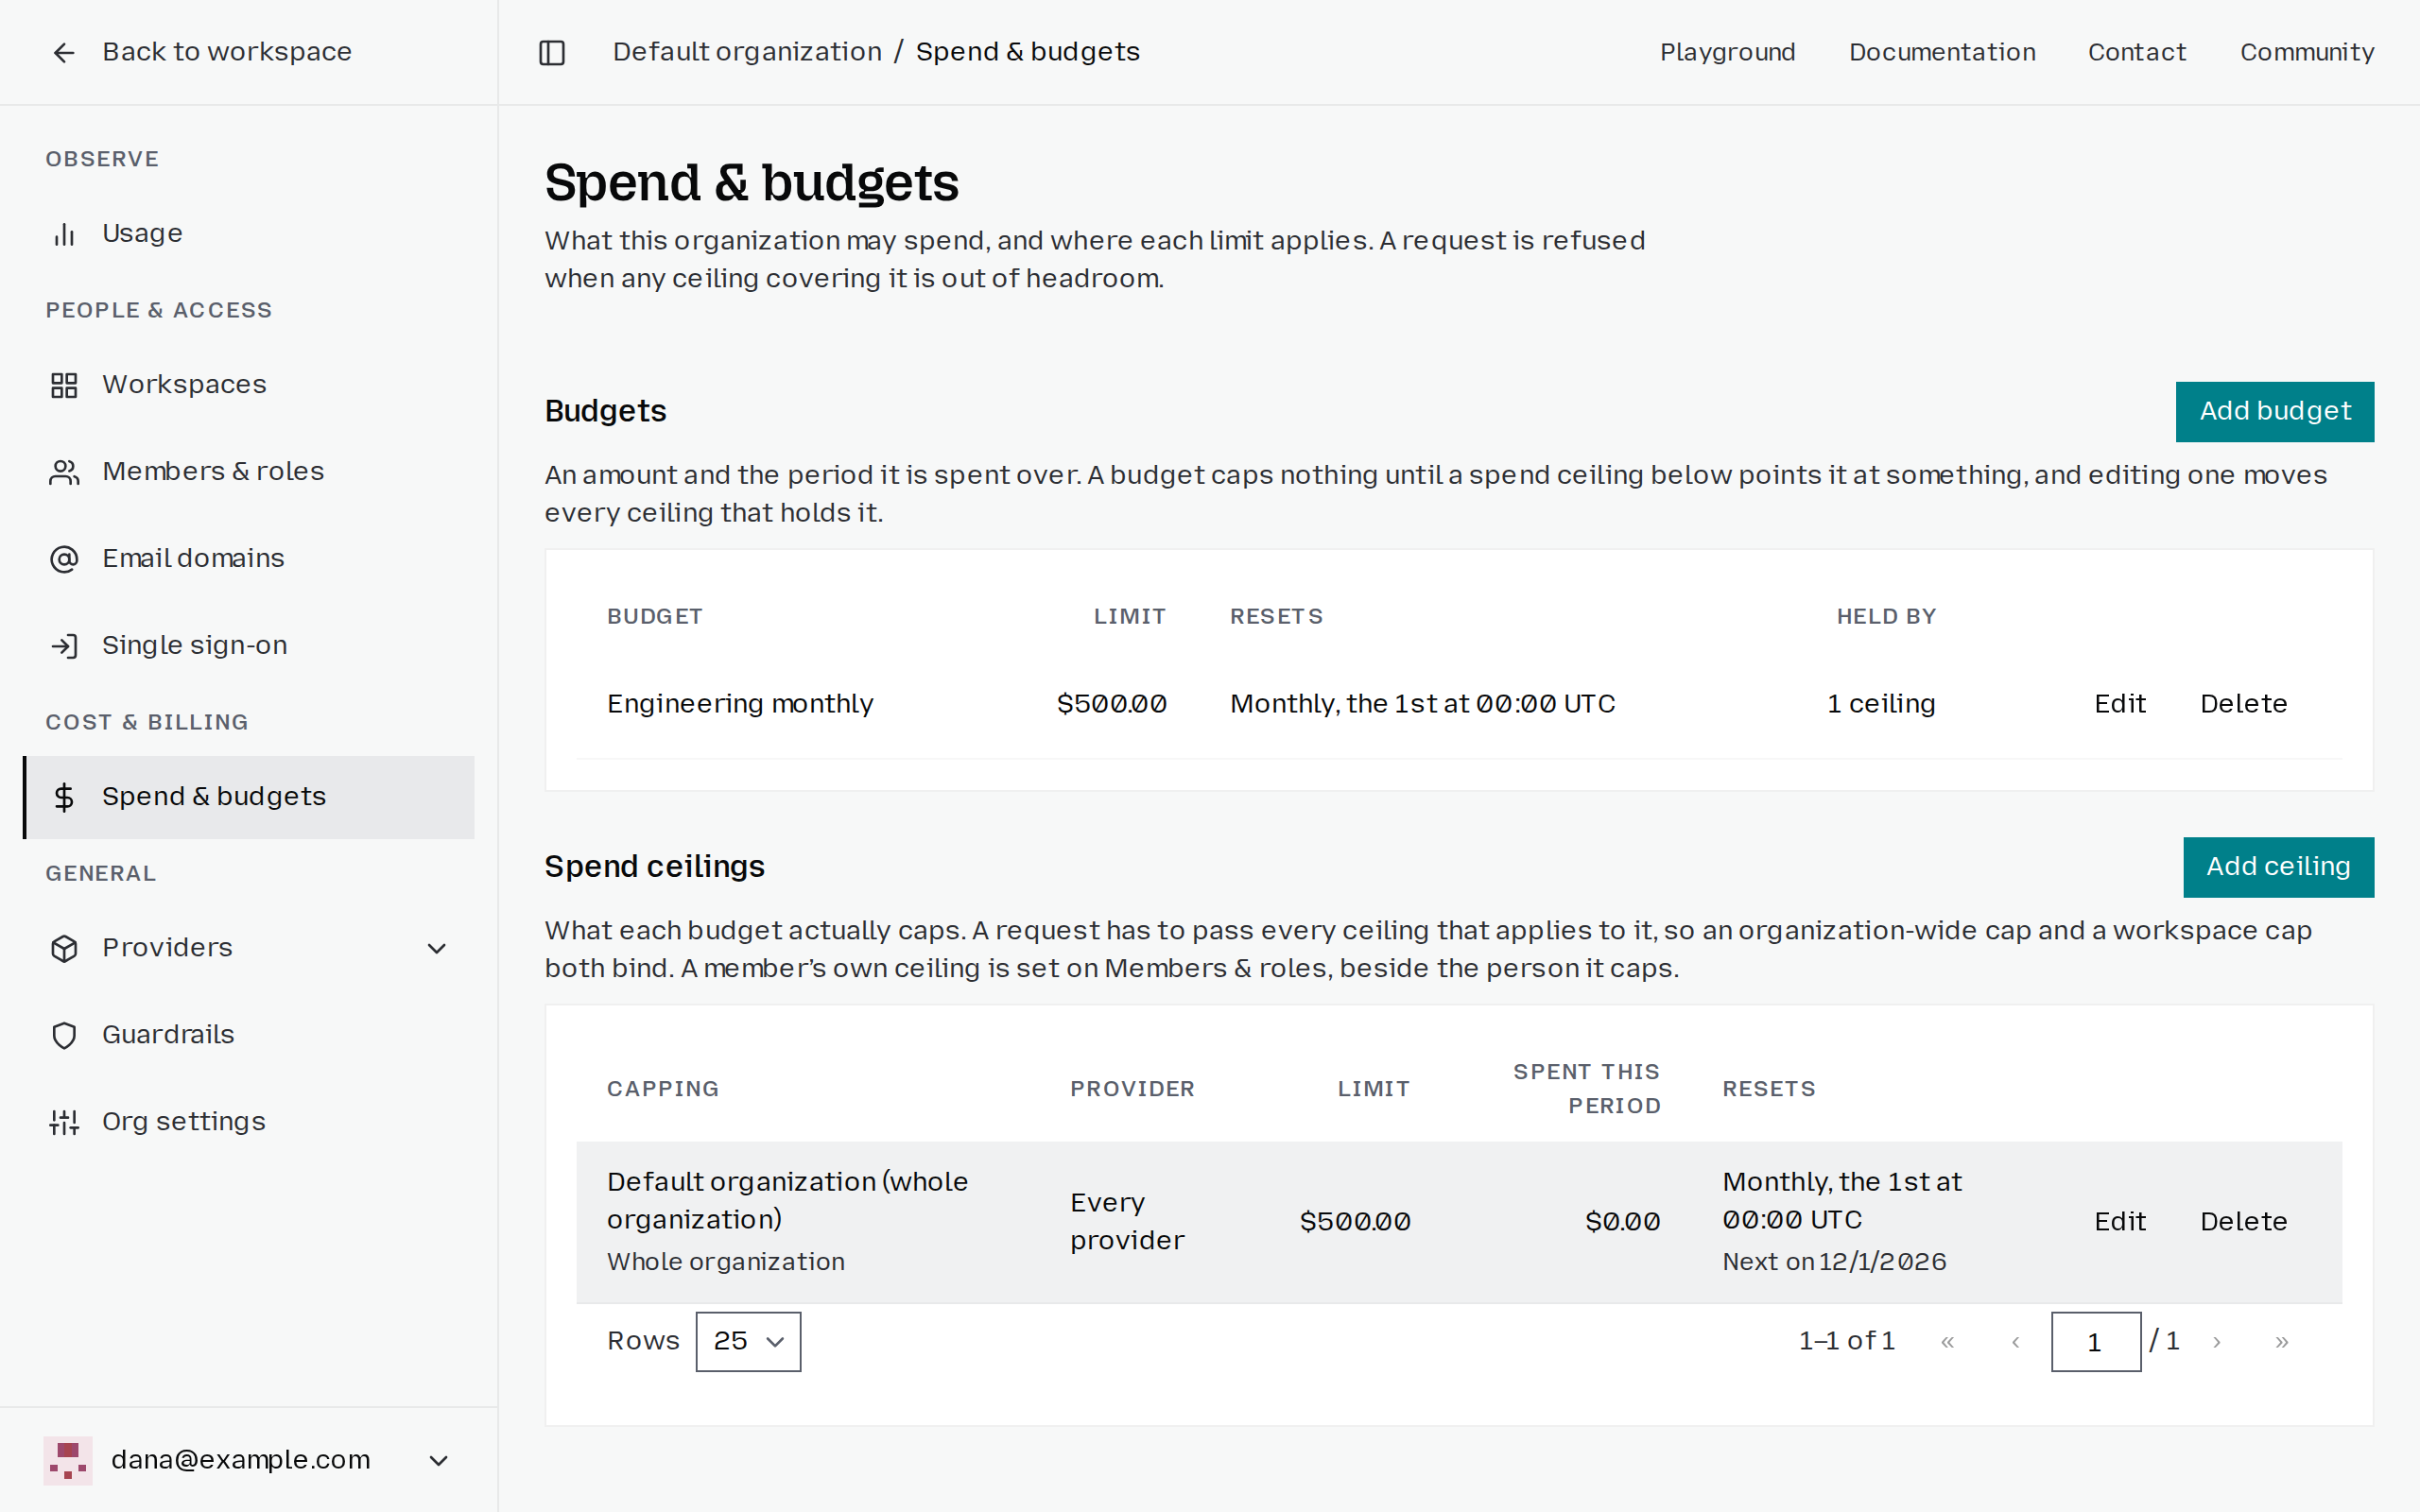 Back to workspace
Default organization / Spend & budgets
Playground
Documentation
Contact
Community
OBSERVE
Usage
PEOPLE & ACCESS
Workspaces
Members & roles
Email domains
Single sign-on
COST & BILLING
Spend & budgets
GENERAL
Providers
Guardrails
Org settings
dana@example.com
Spend & budgets
What this organization may spend, and where each limit applies. A request is refused
when any ceiling covering it is out of headroom.
Budgets
Add budget
An amount and the period it is spent over. A budget caps nothing until a spend ceiling below points it at something, and editing one moves
every ceiling that holds it.
BUDGET LIMIT RESETS HELD BY
Engineering monthly $500.00 Monthly, the 1st at 00:00 UTC 1 ceiling Edit Delete
Spend ceilings
Add ceiling
What each budget actually caps. A request has to pass every ceiling that applies to it, so an organization-wide cap and a workspace cap
both bind. A member’s own ceiling is set on Members & roles, beside the person it caps.
CAPPING PROVIDER LIMIT SPENT THIS PERIOD RESETS
Default organization (whole
organization)
Whole organization
Every
provider
$500.00
$0.00
Monthly, the 1st at
00:00 UTC
Next on 12/1/2026
Edit Delete
Rows 25
1–1 of 1 « ‹ 1 / 1 › »